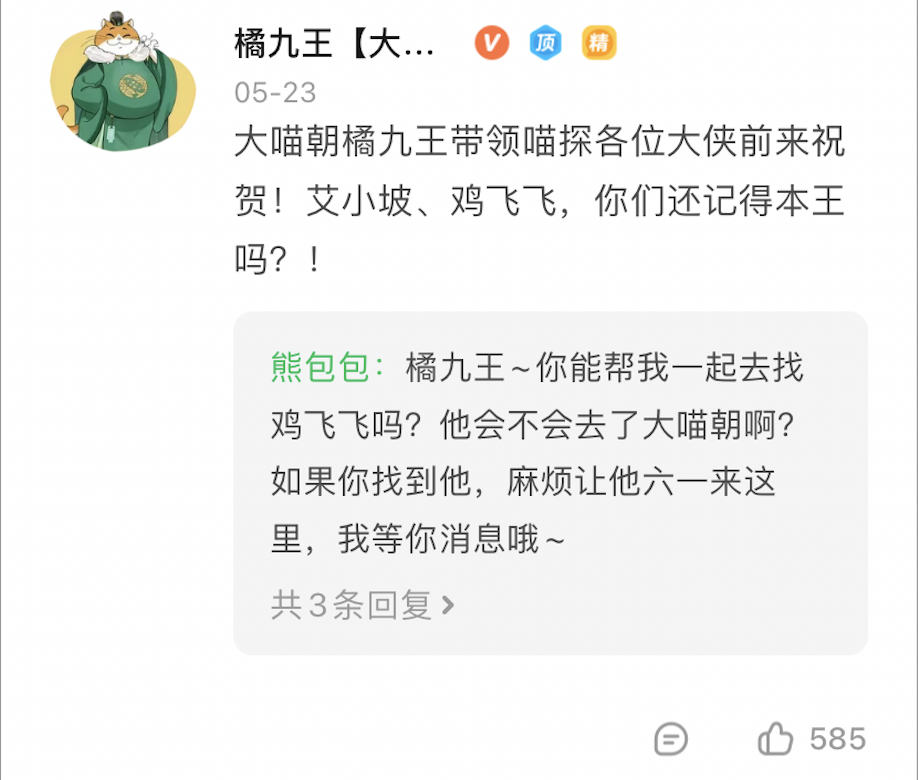 橘九王【大... V 顶 精
05-23
大喵朝橘九王带领喵探各位大侠前来祝
贺！艾小坡、鸡飞飞，你们还记得本王
吗？！
熊包包：橘九王~你能帮我一起去找
鸡飞飞吗？他会不会去了大喵朝啊？
如果你找到他，麻烦让他六一来这
里，我等你消息哦~
共3条回复>
585